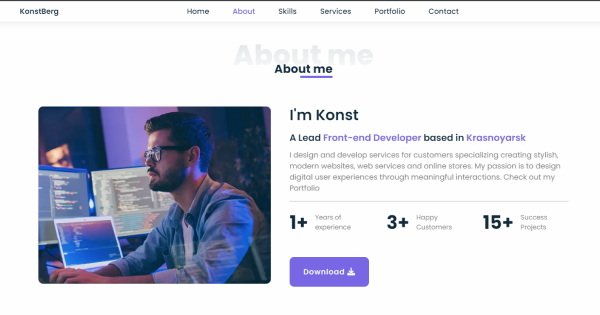 KonstBerg Home About Skills Services Portfolio Contact
About me
About me
I'm Konst
A Lead Front-end Developer based in Krasnoyarsk
I design and develop services for customers specializing creating stylish,
modern websites, web services and online stores. My passion is to design
digital user experiences through meaningful interactions. Check out my
Portfolio
1+ Years of
experience
3+ Happy
Customers
15+ Success
Projects
Download